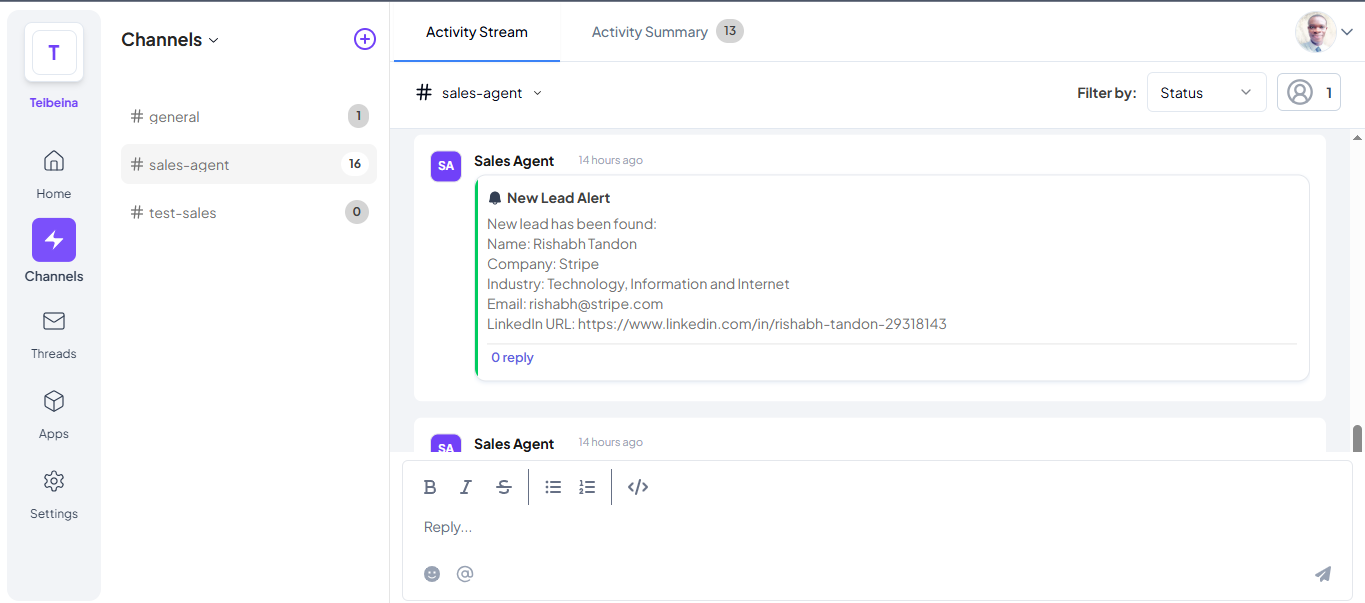 T
Teibeina
Home
Channels
Threads
Apps
Settings
Channels
# general 1
# sales-agent 16
# test-sales 0
Activity Stream
Activity Summary 13
# sales-agent
Filter by: Status 1
SA Sales Agent 14 hours ago
New Lead Alert
New lead has been found:
Name: Rishabh Tandon
Company: Stripe
Industry: Technology, Information and Internet
Email: rishabh@stripe.com
LinkedIn URL: https://www.linkedin.com/in/rishabh-tandon-29318143
0 reply
SA Sales Agent 14 hours ago
B I S </>
Reply...
@